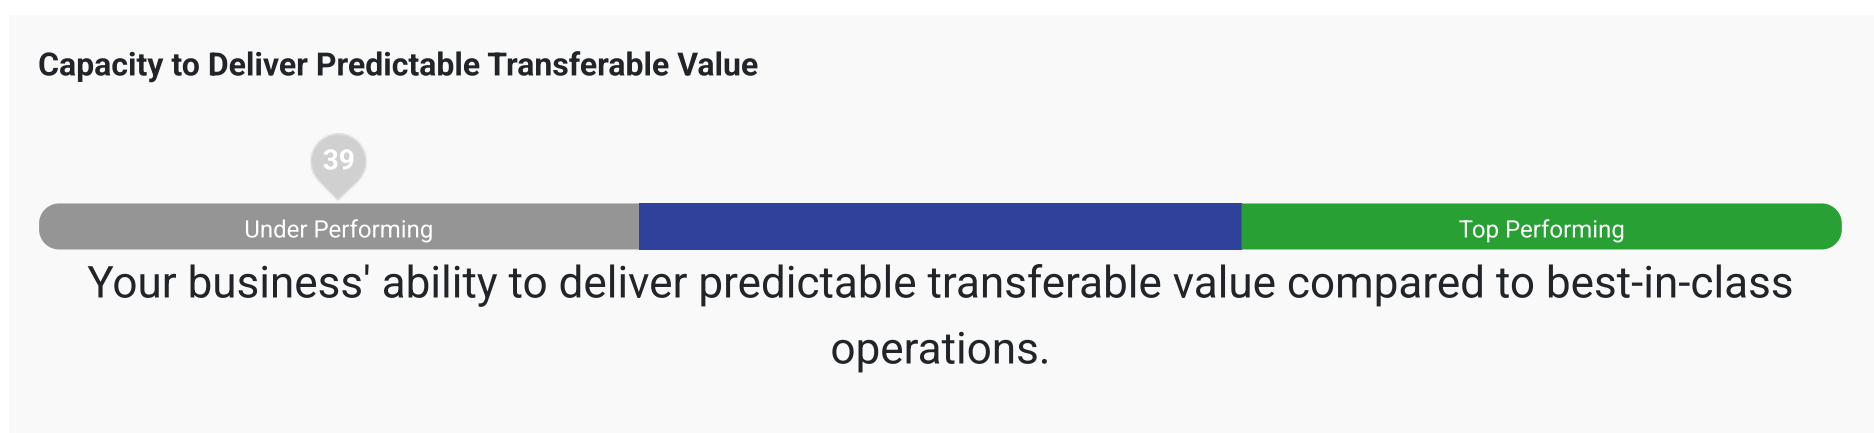 Capacity to Deliver Predictable Transferable Value
39
Under Performing
Top Performing
Your business' ability to deliver predictable transferable value compared to best-in-class
operations.